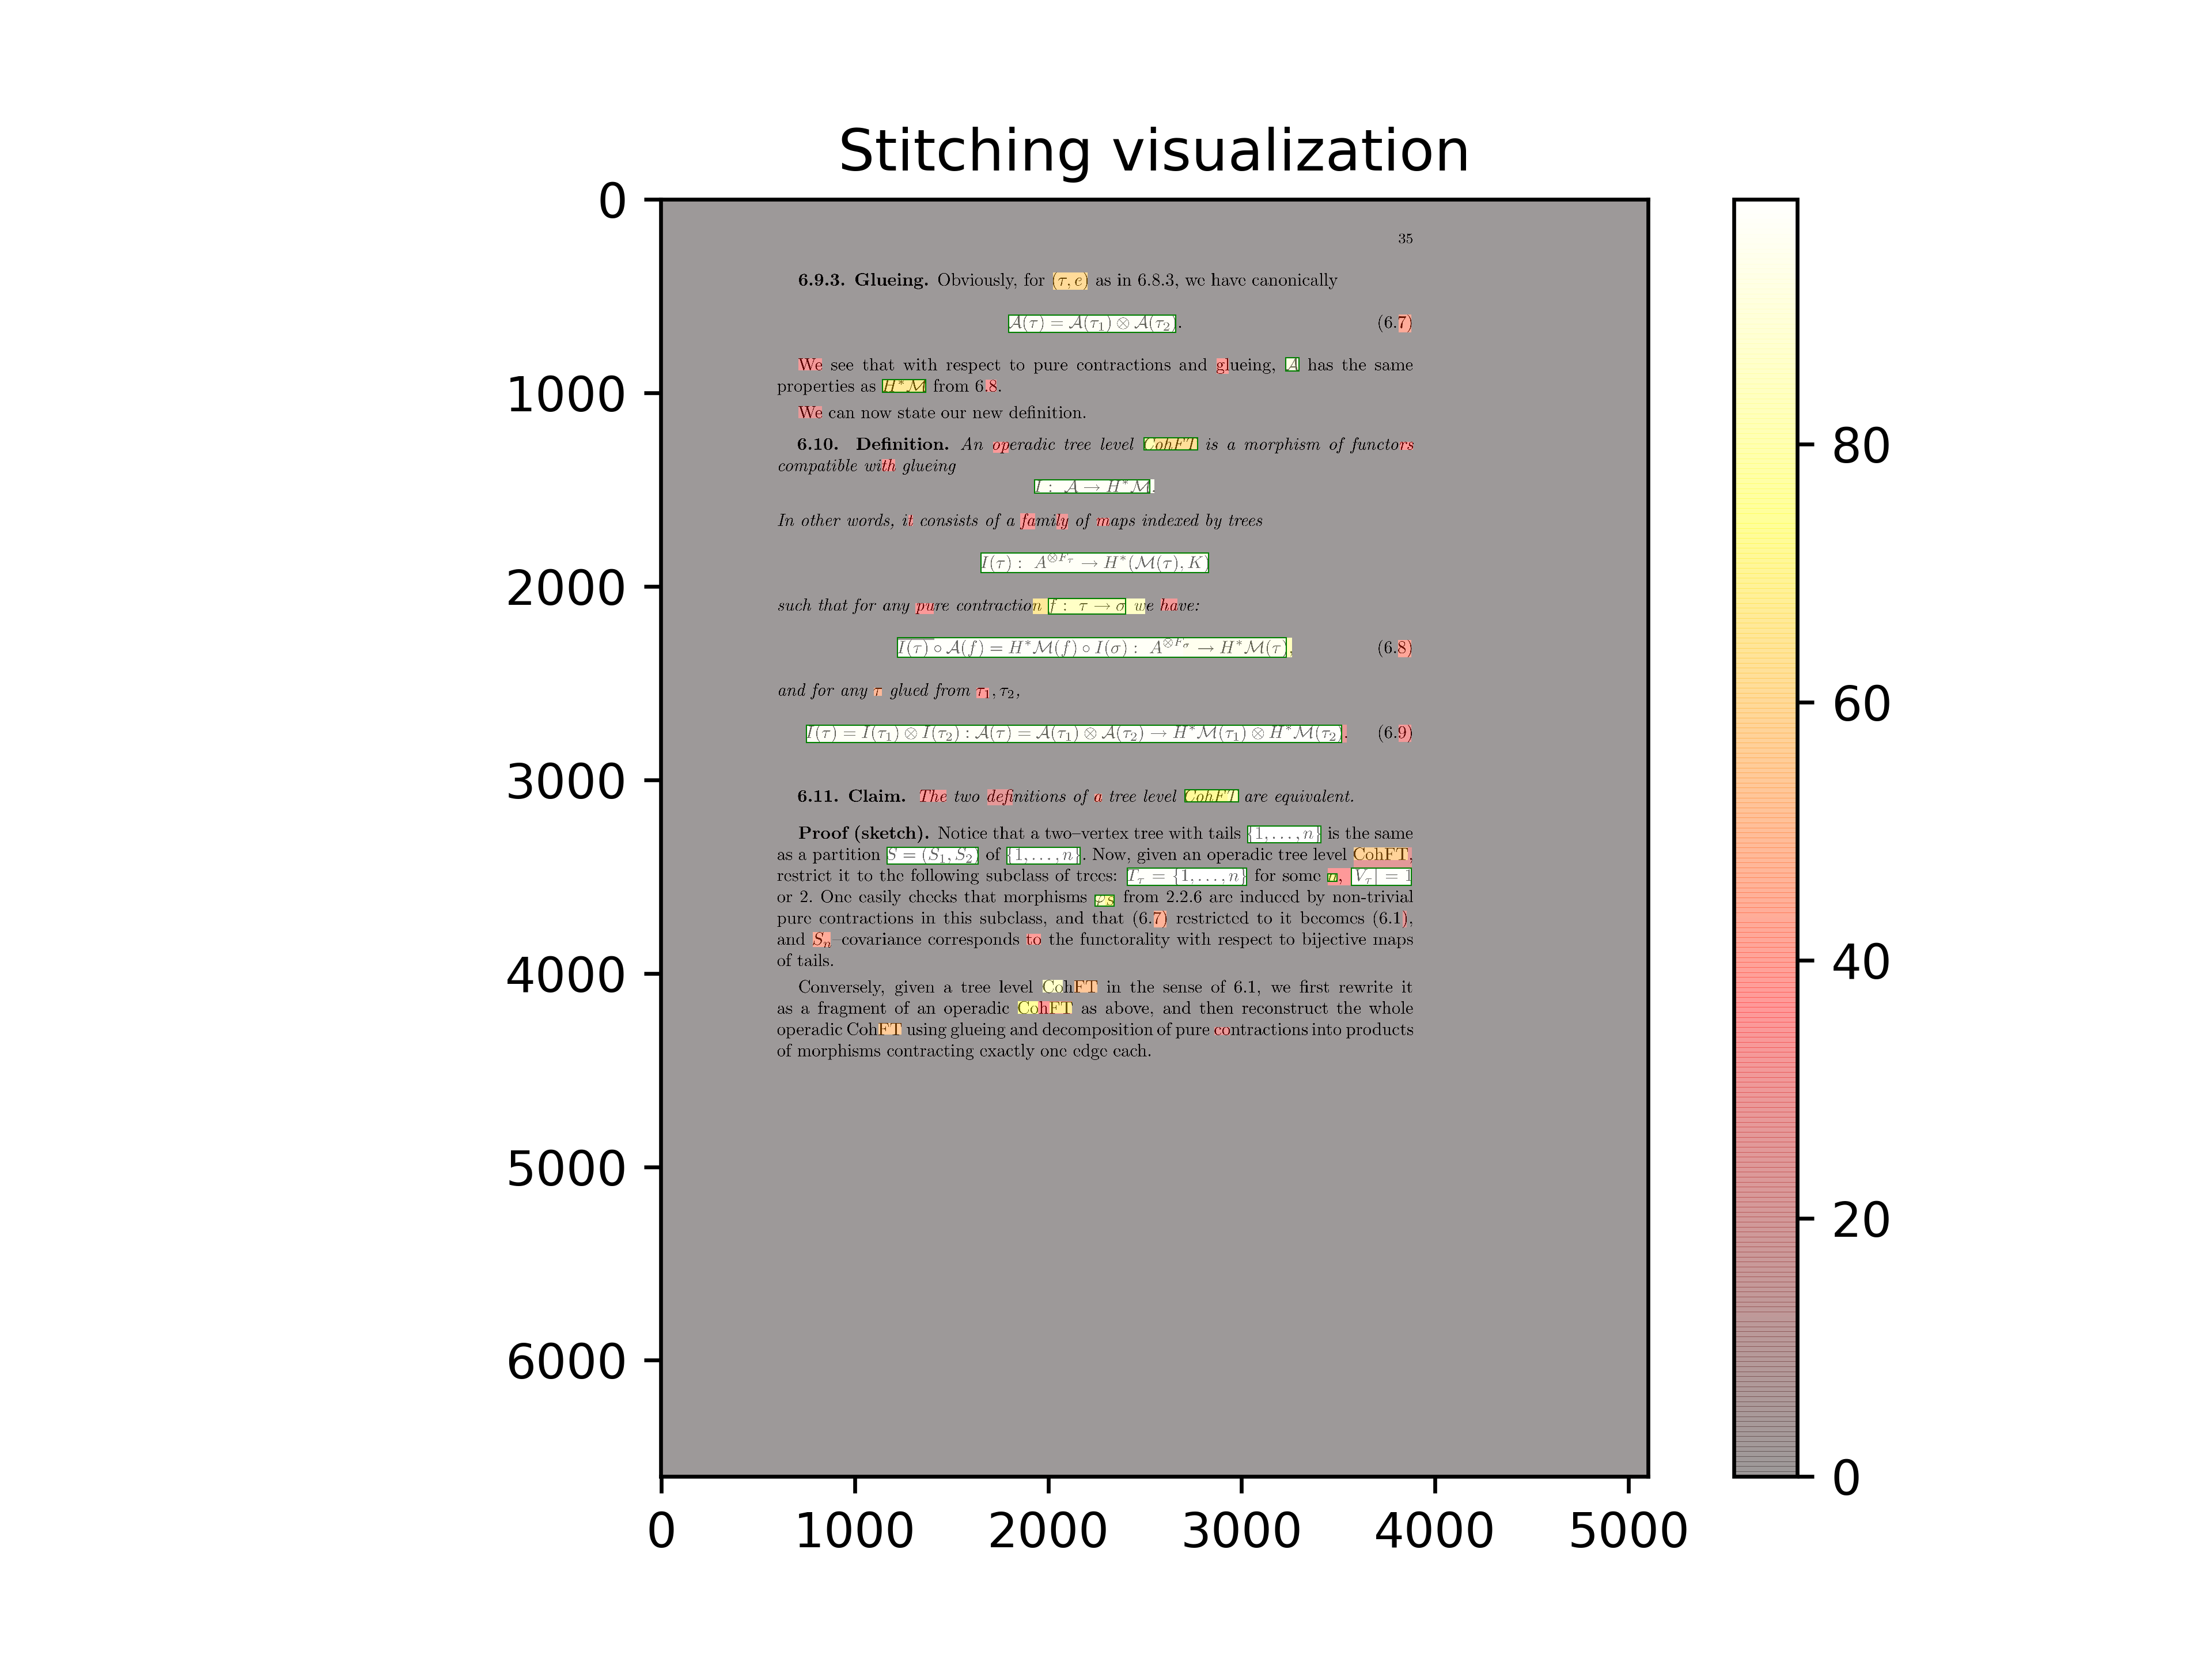 Stitching visualization
35
6.9.3. Glueing. Obviously, for (τ, e) as in 6.8.3, we have canonically
A(τ) = A(τ₁) ⊗ A(τ₂). (6.7)
We see that with respect to pure contractions and glueing, A has the same
properties as H*M from 6.8.
We can now state our new definition.
6.10. Definition. An operadic tree level CohFT is a morphism of functors
compatible with glueing
I : A → H*M.
In other words, it consists of a family of maps indexed by trees
I(τ) : A^{⊗F_τ} → H*(M(τ), K)
such that for any pure contraction f : τ → σ we have:
I(τ) ∘ A(f) = H*M(f) ∘ I(σ) : A^{⊗F_σ} → H*M(τ), (6.8)
and for any τ glued from τ₁, τ₂,
I(τ) = I(τ₁) ⊗ I(τ₂) : A(τ) = A(τ₁) ⊗ A(τ₂) → H*M(τ₁) ⊗ H*M(τ₂). (6.9)
6.11. Claim. The two definitions of a tree level CohFT are equivalent.
Proof (sketch). Notice that a two–vertex tree with tails {1, . . . , n} is the same
as a partition S = (S₁, S₂) of {1, . . . , n}. Now, given an operadic tree level CohFT,
restrict it to the following subclass of trees: T_τ = {1, . . . , n} for some n, |V_τ| = 1
or 2. One easily checks that morphisms φ_S from 2.2.6 are induced by non-trivial
pure contractions in this subclass, and that (6.7) restricted to it becomes (6.1),
and Sₙ–covariance corresponds to the functorality with respect to bijective maps
of tails.
Conversely, given a tree level CohFT in the sense of 6.1, we first rewrite it
as a fragment of an operadic CohFT as above, and then reconstruct the whole
operadic CohFT using glueing and decomposition of pure contractions into products
of morphisms contracting exactly one edge each.
0
1000
2000
3000
4000
5000
6000
0 1000 2000 3000 4000 5000
80
60
40
20
0